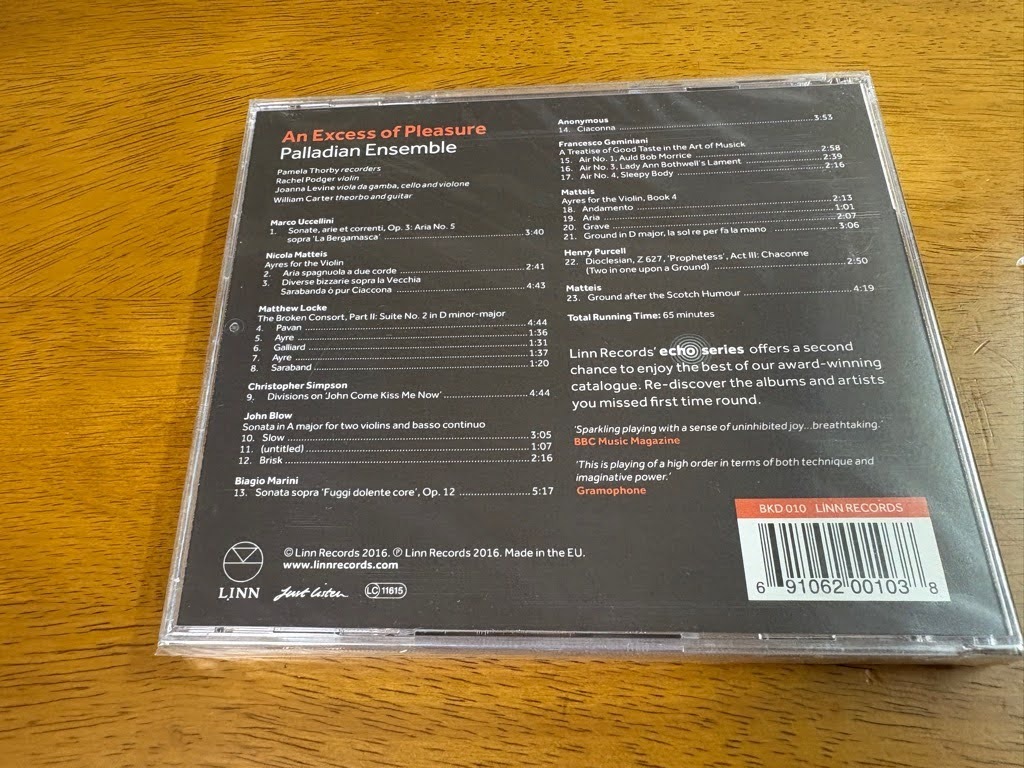 An Excess of Pleasure
Palladian Ensemble
Pamela Thorby recorders
Rachel Podger violin
Joanna Levine viola da gamba, cello and violone
William Carter theorbo and guitar
Marco Uccellini
1. Sonate, arie et correnti, Op. 3: Aria No. 5
sopra 'La Bergamasca' 3:40
Nicola Matteis
Ayres for the Violin
2. Aria spagnuola a due corde 2:41
3. Diverse bizzarie sopra la Vecchia
Sarabanda ò pur Ciaccona 4:43
Matthew Locke
The Broken Consort, Part II: Suite No. 2 in D minor-major
4. Pavan 4:44
5. Ayre 1:36
6. Galliard 1:31
7. Ayre 1:37
8. Saraband 1:20
Christopher Simpson
9. Divisions on 'John Come Kiss Me Now' 4:44
John Blow
Sonata in A major for two violins and basso continuo
10. Slow 3:05
11. (untitled) 1:07
12. Brisk 2:16
Biagio Marini
13. Sonata sopra 'Fuggi dolente core', Op. 12 5:17
Anonymous
14. Ciaconna 3:53
Francesco Geminiani
A Treatise of Good Taste in the Art of Musick
15. Air No. 1, Auld Bob Morrice 2:58
16. Air No. 3, Lady Ann Bothwell's Lament 2:39
17. Air No. 4, Sleepy Body 2:16
Matteis
Ayres for the Violin, Book 4
18. Andamento 2:13
19. Aria 1:01
20. Grave 2:07
21. Ground in D major, la sol re per fa la mano 3:06
Henry Purcell
22. Dioclesian, Z 627, 'Prophetess', Act III: Chaconne
(Two in one upon a Ground) 2:50
Matteis
23. Ground after the Scotch Humour 4:19
Total Running Time: 65 minutes
Linn Records' echo series offers a second
chance to enjoy the best of our award-winning
catalogue. Re-discover the albums and artists
you missed first time round.
'Sparkling playing with a sense of uninhibited joy...breathtaking.'
BBC Music Magazine
'This is playing of a high order in terms of both technique and
imaginative power.'
Gramophone
BKD 010 LINN RECORDS
6 91062 00103 8
© Linn Records 2016. ℗ Linn Records 2016. Made in the EU.
www.linnrecords.com
LINN just listen LC 11615